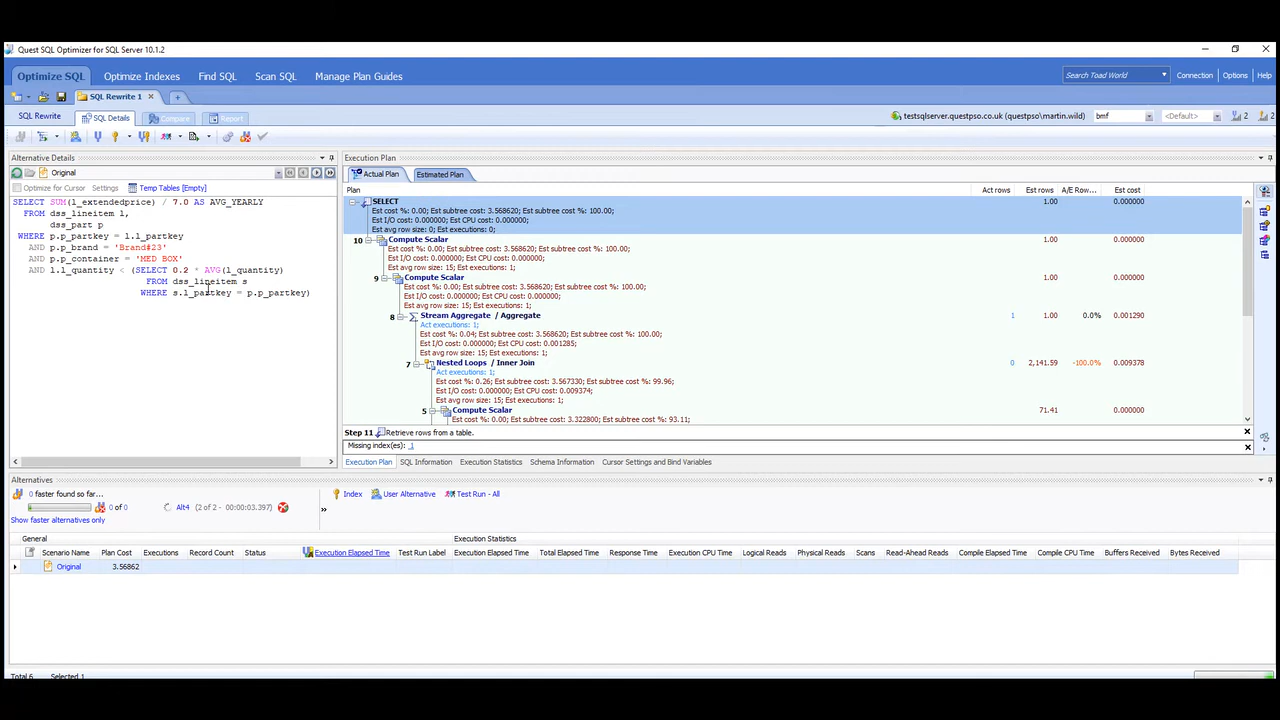 Quest SQL Optimizer for SQL Server 10.1.2
Optimize SQL Optimize Indexes Find SQL Scan SQL Manage Plan Guides Search Toad World Connection Options Help
SQL Rewrite 1
SQL Rewrite SQL Details Compare Report testsqlserver.questpso.co.uk (questpso\martin.wild) bmf <Default> 2 2
Alternative Details Execution Plan
Original Actual Plan Estimated Plan
Optimize for Cursor Settings Temp Tables [Empty]
Plan Act rows Est rows A/E Row... Est cost
SELECT SUM(l_extendedprice) / 7.0 AS AVG_YEARLY
FROM dss_lineitem l,
dss_part p
WHERE p.p_partkey = l.l_partkey
AND p.p_brand = 'Brand#23'
AND p.p_container = 'MED BOX'
AND l.l_quantity < (SELECT 0.2 * AVG(l_quantity)
FROM dss_lineitem s
WHERE s.l_partkey = p.p_partkey)
SELECT 1.00 0.000000
Est cost %: 0.00; Est subtree cost: 3.568620; Est subtree cost %: 100.00;
Est I/O cost: 0.000000; Est CPU cost: 0.000000;
Est avg row size: 0; Est executions: 0;
10 Compute Scalar 1.00 0.000000
Est cost %: 0.00; Est subtree cost: 3.568620; Est subtree cost %: 100.00;
Est I/O cost: 0.000000; Est CPU cost: 0.000000;
Est avg row size: 15; Est executions: 1;
9 Compute Scalar 1.00 0.000000
Est cost %: 0.00; Est subtree cost: 3.568620; Est subtree cost %: 100.00;
Est I/O cost: 0.000000; Est CPU cost: 0.000000;
Est avg row size: 15; Est executions: 1;
8 Stream Aggregate / Aggregate 1 1.00 0.0% 0.001290
Act executions: 1;
Est cost %: 0.04; Est subtree cost: 3.568620; Est subtree cost %: 100.00;
Est I/O cost: 0.000000; Est CPU cost: 0.001285;
Est avg row size: 15; Est executions: 1;
7 Nested Loops / Inner Join 0 2,141.59 -100.0% 0.009378
Act executions: 1;
Est cost %: 0.26; Est subtree cost: 3.567330; Est subtree cost %: 99.96;
Est I/O cost: 0.000000; Est CPU cost: 0.009374;
Est avg row size: 15; Est executions: 1;
5 Compute Scalar 71.41 0.000000
Est cost %: 0.00; Est subtree cost: 3.322800; Est subtree cost %: 93.11;
Step 11 Retrieve rows from a table.
Missing index(es): 1
Execution Plan SQL Information Execution Statistics Schema Information Cursor Settings and Bind Variables
Alternatives
0 faster found so far... Index User Alternative Test Run - All
0 of 0 Alt4 (2 of 2 - 00:00:03.397)
Show faster alternatives only
General Execution Statistics
Scenario Name Plan Cost Executions Record Count Status Execution Elapsed Time Test Run Label Execution Elapsed Time Total Elapsed Time Response Time Execution CPU Time Logical Reads Physical Reads Scans Read-Ahead Reads Compile Elapsed Time Compile CPU Time Buffers Received Bytes Received
Original 3.56862
Total 6 Selected 1